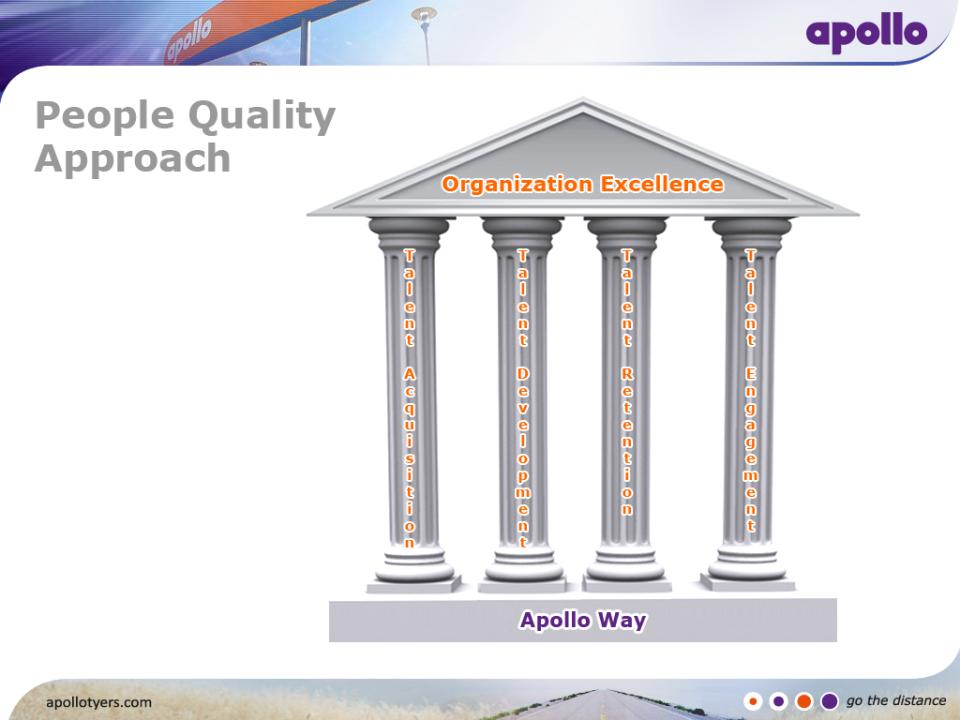 apollo
apollo
People Quality
Approach
Organization Excellence
Talent Acquisition
Talent Development
Talent Retention
Talent Engagement
Apollo Way
apollotyers.com
go the distance